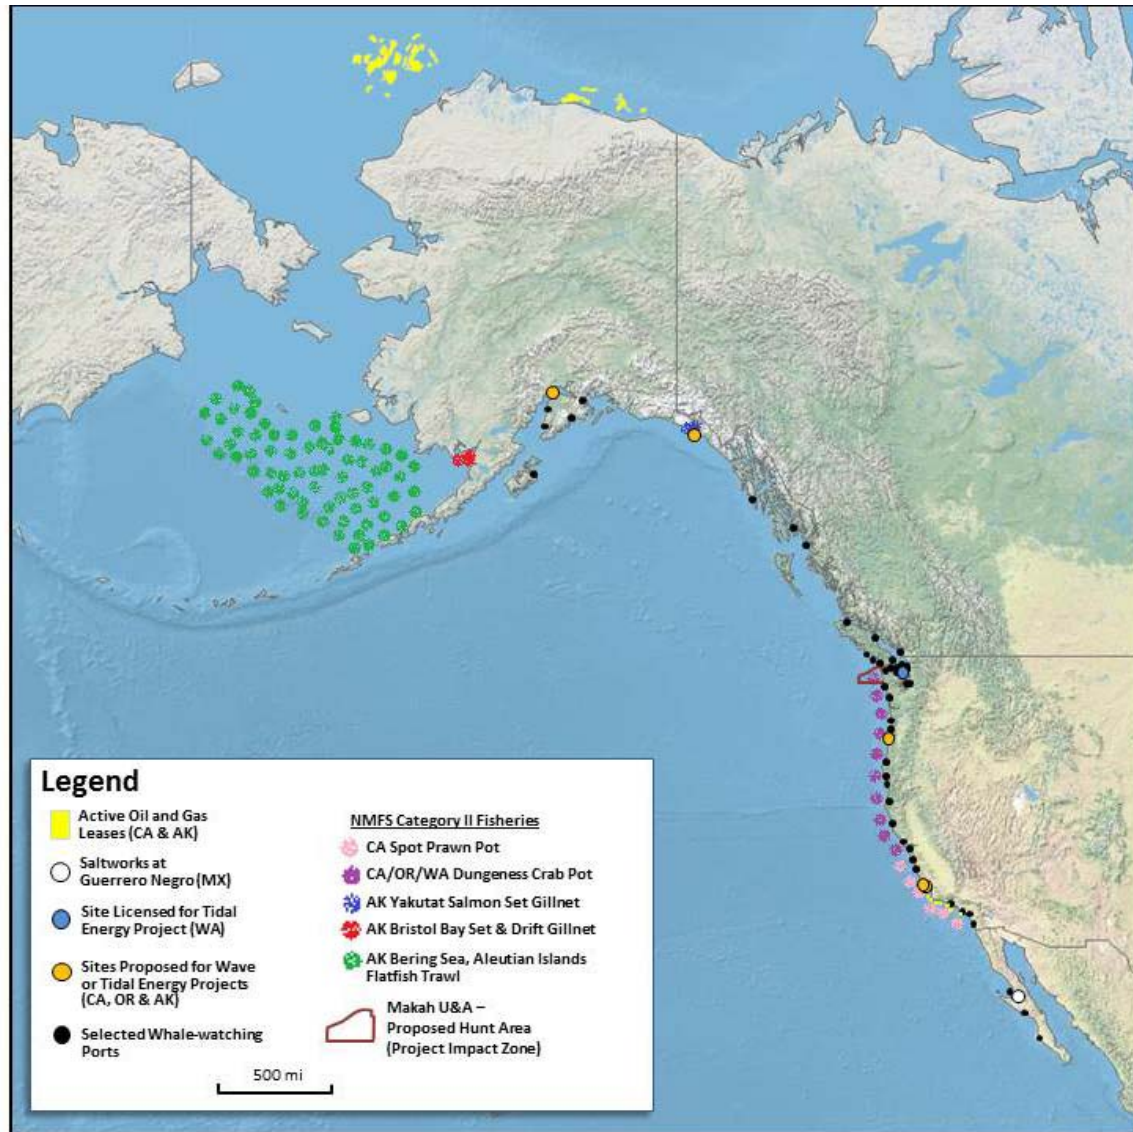 Legend
Active Oil and Gas
Leases (CA & AK)
Saltworks at
Guerrero Negro (MX)
Site Licensed for Tidal
Energy Project (WA)
Sites Proposed for Wave
or Tidal Energy Projects
(CA, OR & AK)
Selected Whale-watching
Ports
500 mi
NMFS Category II Fisheries
CA Spot Prawn Pot
CA/OR/WA Dungeness Crab Pot
AK Yakutat Salmon Set Gillnet
AK Bristol Bay Set & Drift Gillnet
AK Bering Sea, Aleutian Islands
Flatfish Trawl
Makah U&A –
Proposed Hunt Area
(Project Impact Zone)